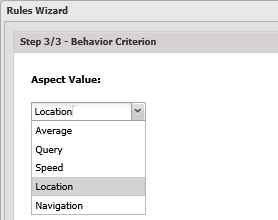 Rules Wizard
Step 3/3 - Behavior Criterion
Aspect Value:
Location
Average
Query
Speed
Location
Navigation